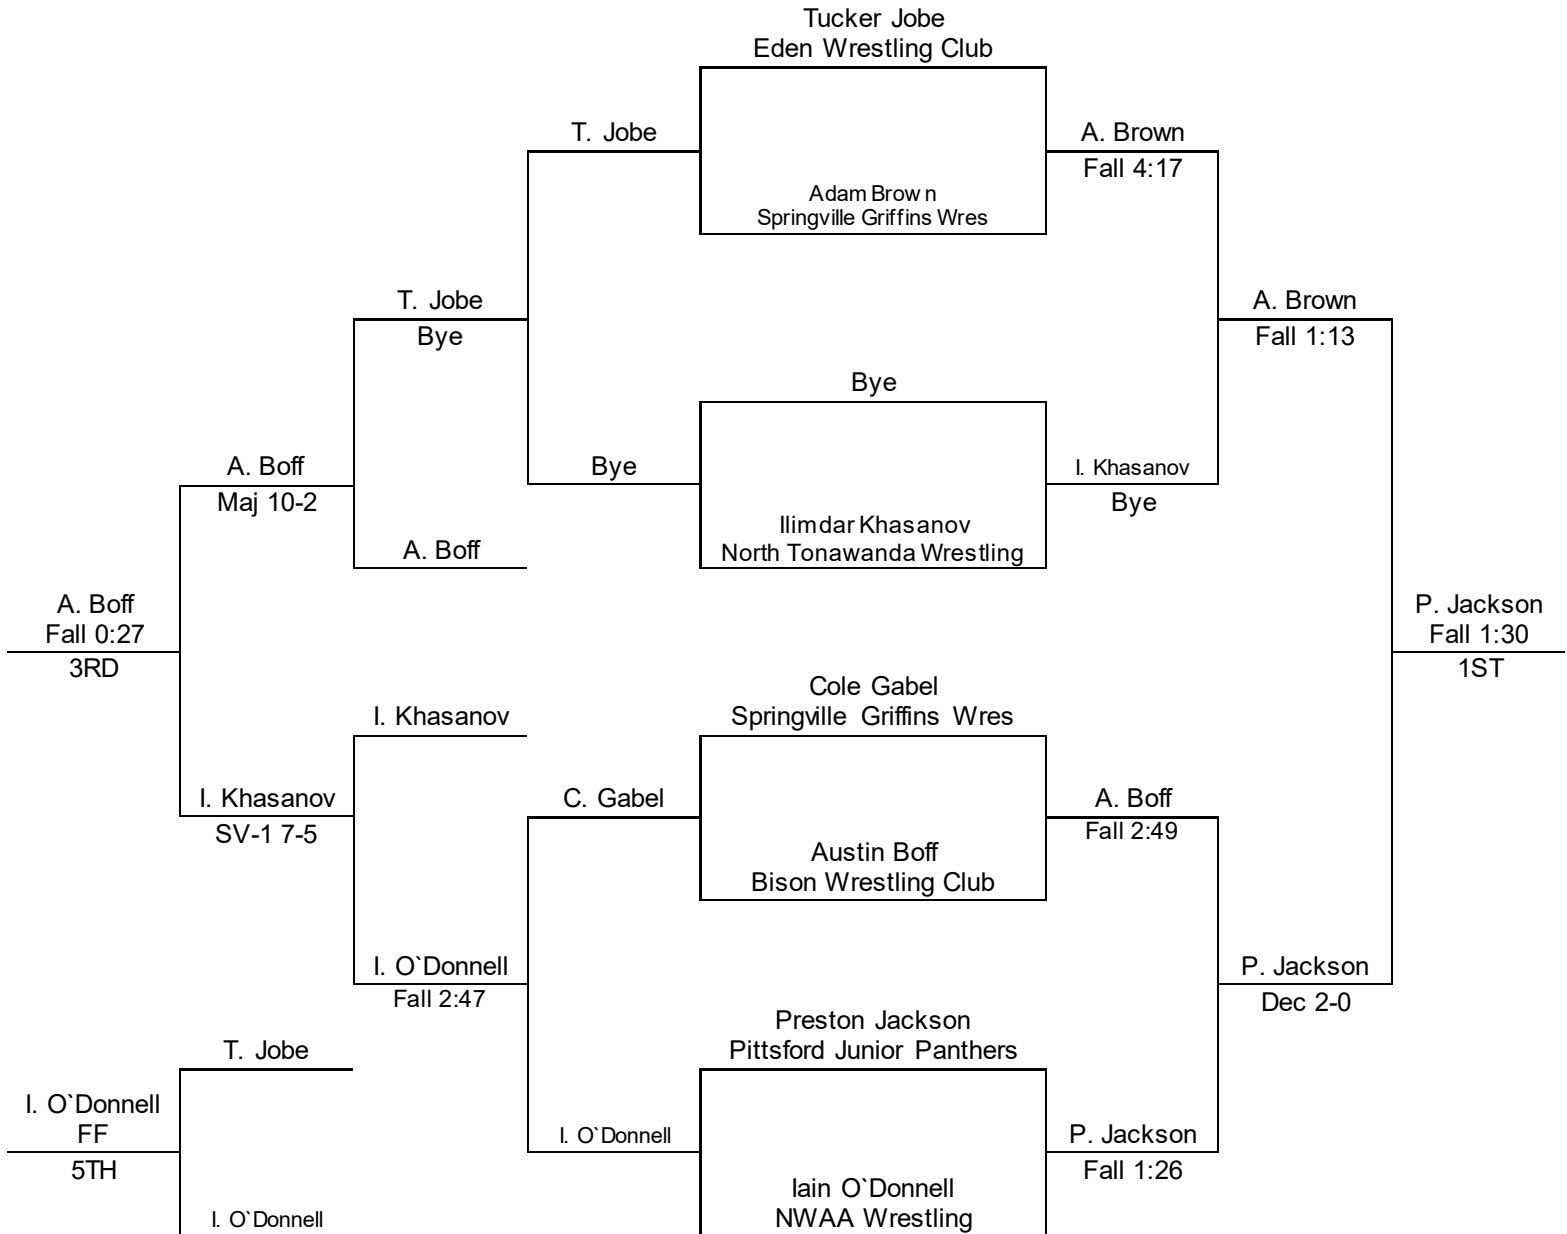 Tucker Jobe
Eden Wrestling Club
T. Jobe
A. Brown
Fall 4:17
Adam Brown
Springville Griffins Wres
T. Jobe
Bye
A. Brown
Fall 1:13
Bye
A. Boff
Maj 10-2
Bye
I. Khasanov
Bye
Ilimdar Khasanov
North Tonawanda Wrestling
A. Boff
A. Boff
Fall 0:27
3RD
P. Jackson
Fall 1:30
1ST
Cole Gabel
Springville Griffins Wres
I. Khasanov
I. Khasanov
SV-1 7-5
C. Gabel
A. Boff
Fall 2:49
Austin Boff
Bison Wrestling Club
I. O`Donnell
Fall 2:47
P. Jackson
Dec 2-0
Preston Jackson
Pittsford Junior Panthers
T. Jobe
I. O`Donnell
FF
5TH
I. O`Donnell
P. Jackson
Fall 1:26
Iain O`Donnell
NWAA Wrestling
I. O`Donnell